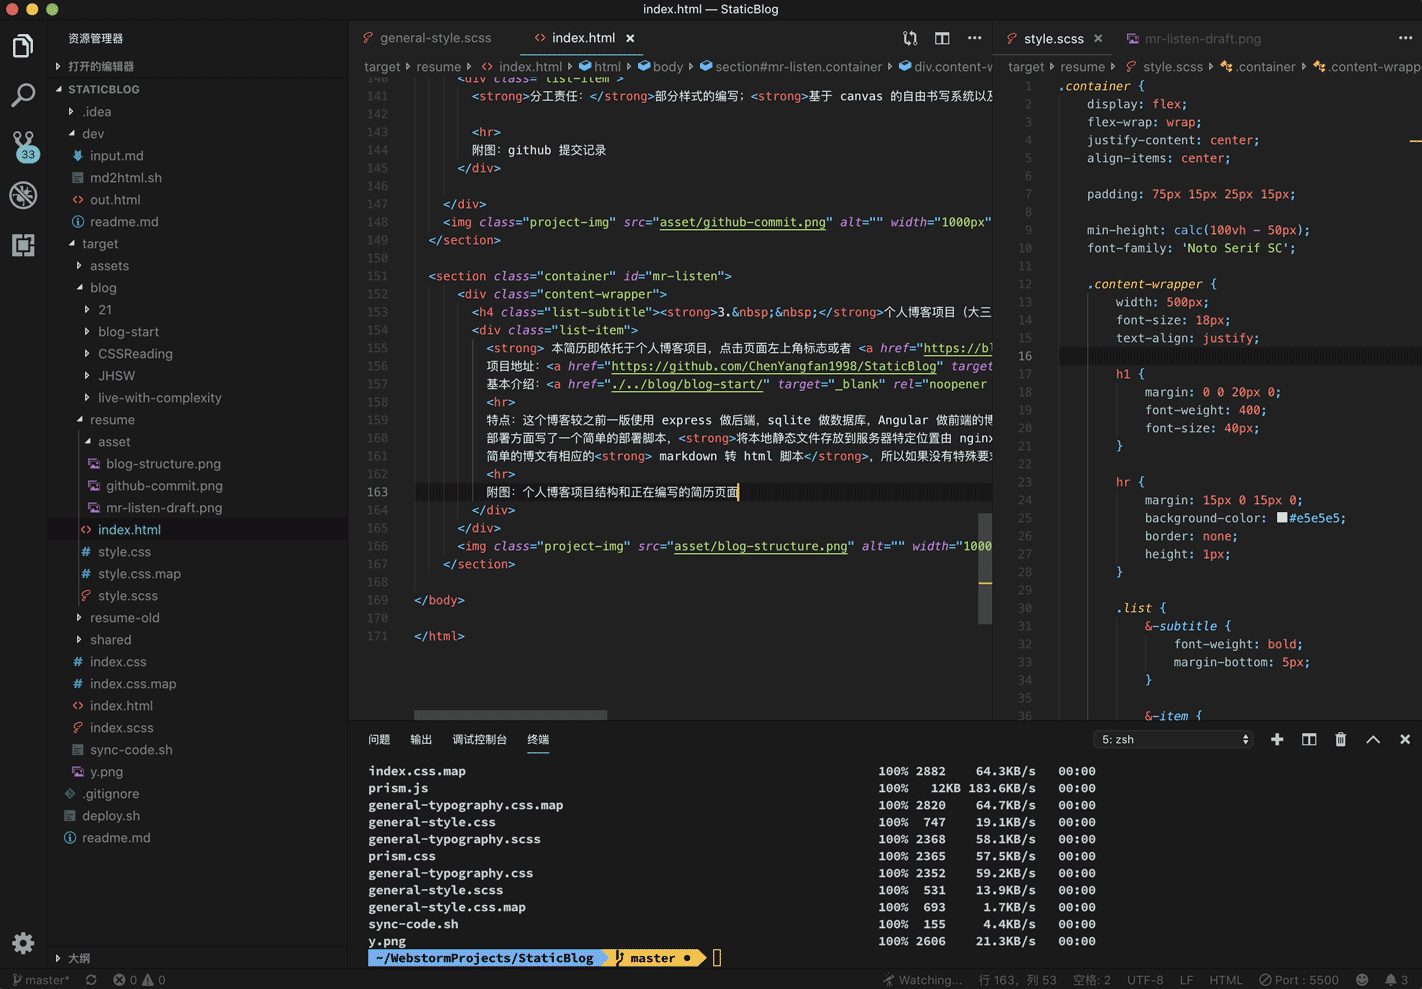 index.html — StaticBlog
资源管理器
打开的编辑器
STATICBLOG
.idea
dev
input.md
md2html.sh
out.html
readme.md
target
assets
blog
21
blog-start
CSSReading
JHSW
live-with-complexity
resume
asset
blog-structure.png
github-commit.png
mr-listen-draft.png
index.html
style.css
style.css.map
style.scss
resume-old
shared
index.css
index.css.map
index.html
index.scss
sync-code.sh
y.png
.gitignore
deploy.sh
readme.md
大纲
33
general-style.scss
index.html
target resume index.html html body section#mr-listen.container div.content-w
140 <div class="list-item">
141 <strong>分工责任: </strong>部分样式的编写; <strong>基于 canvas 的自由书写系统以及
142
143 <hr>
144 附图: github 提交记录
145 </div>
146
147 </div>
148 <img class="project-img" src="asset/github-commit.png" alt="" width="1000px"
149 </section>
150
151 <section class="container" id="mr-listen">
152 <div class="content-wrapper">
153 <h4 class="list-subtitle"><strong>3.&nbsp;&nbsp;</strong>个人博客项目 (大三
154 <div class="list-item">
155 <strong> 本简历即依托于个人博客项目, 点击页面左上角标志或者 <a href="https://bl
156 项目地址: <a href="https://github.com/ChenYangfan1998/StaticBlog" target
157 基本介绍: <a href="./../blog/blog-start/" target="_blank" rel="noopener
158 <hr>
159 特点: 这个博客较之前一版使用 express 做后端, sqlite 做数据库, Angular 做前端的博
160 部署方面写了一个简单的部署脚本, <strong>将本地静态文件存放到服务器特定位置由 nginx
161 简单的博文有相应的<strong> markdown 转 html 脚本</strong>, 所以如果没有特殊要求
162 <hr>
163 附图: 个人博客项目结构和正在编写的简历页面
164 </div>
165 </div>
166 <img class="project-img" src="asset/blog-structure.png" alt="" width="1000
167 </section>
168
169 </body>
170
171 </html>
style.scss
mr-listen-draft.png
target resume style.scss .container .content-wrapp
1 .container {
2 display: flex;
3 flex-wrap: wrap;
4 justify-content: center;
5 align-items: center;
6
7 padding: 75px 15px 25px 15px;
8
9 min-height: calc(100vh - 50px);
10 font-family: 'Noto Serif SC';
11
12 .content-wrapper {
13 width: 500px;
14 font-size: 18px;
15 text-align: justify;
16
17 h1 {
18 margin: 0 0 20px 0;
19 font-weight: 400;
20 font-size: 40px;
21 }
22
23 hr {
24 margin: 15px 0 15px 0;
25 background-color: #e5e5e5;
26 border: none;
27 height: 1px;
28 }
29
30 .list {
31 &-subtitle {
32 font-weight: bold;
33 margin-bottom: 5px;
34 }
35
36 &-item {
问题 输出 调试控制台 终端
5: zsh
index.css.map 100% 2882 64.3KB/s 00:00
prism.js 100% 12KB 183.6KB/s 00:00
general-typography.css.map 100% 2820 64.7KB/s 00:00
general-style.css 100% 747 19.1KB/s 00:00
general-typography.scss 100% 2368 58.1KB/s 00:00
prism.css 100% 2365 57.5KB/s 00:00
general-typography.css 100% 2352 59.2KB/s 00:00
general-style.scss 100% 531 13.9KB/s 00:00
general-style.css.map 100% 693 1.7KB/s 00:00
sync-code.sh 100% 155 4.4KB/s 00:00
y.png 100% 2606 21.3KB/s 00:00
~/WebstormProjects/StaticBlog master ●
master* 0 0 Watching... 行 163, 列 53 空格: 2 UTF-8 LF HTML Port : 5500 3